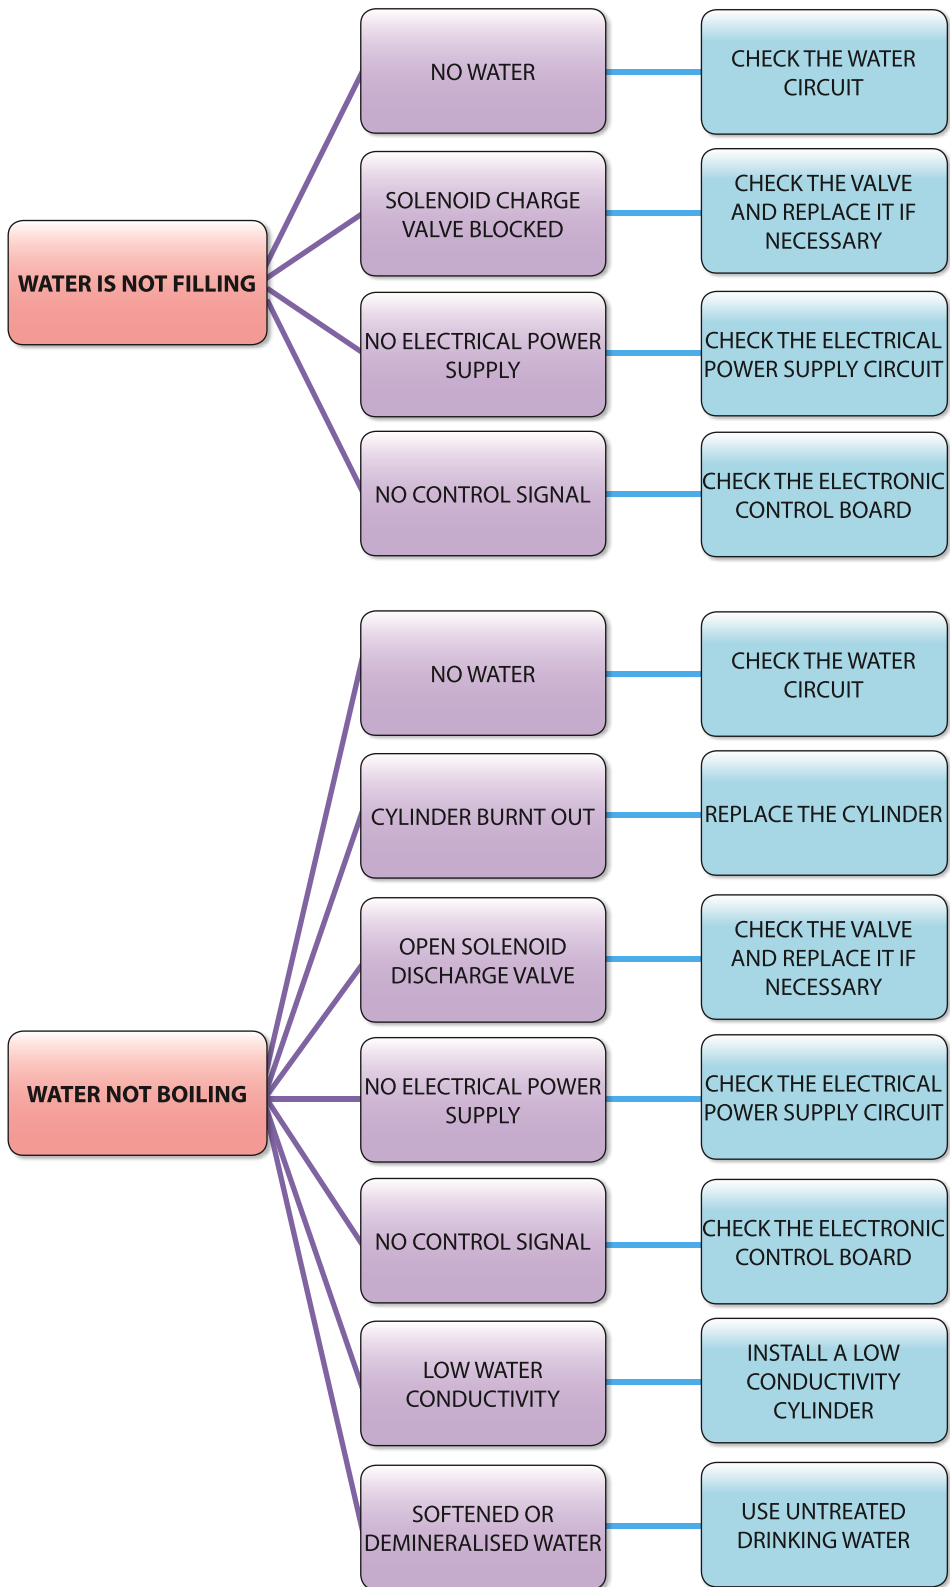 NO WATER
CHECK THE WATER
CIRCUIT
SOLENOID CHARGE
VALVE BLOCKED
CHECK THE VALVE
AND REPLACE IT IF
NECESSARY
WATER IS NOT FILLING
NO ELECTRICAL POWER
SUPPLY
CHECK THE ELECTRICAL
POWER SUPPLY CIRCUIT
NO CONTROL SIGNAL
CHECK THE ELECTRONIC
CONTROL BOARD
NO WATER
CHECK THE WATER
CIRCUIT
CYLINDER BURNT OUT
REPLACE THE CYLINDER
OPEN SOLENOID
DISCHARGE VALVE
CHECK THE VALVE
AND REPLACE IT IF
NECESSARY
WATER NOT BOILING
NO ELECTRICAL POWER
SUPPLY
CHECK THE ELECTRICAL
POWER SUPPLY CIRCUIT
NO CONTROL SIGNAL
CHECK THE ELECTRONIC
CONTROL BOARD
LOW WATER
CONDUCTIVITY
INSTALL A LOW
CONDUCTIVITY
CYLINDER
SOFTENED OR
DEMINERALISED WATER
USE UNTREATED
DRINKING WATER